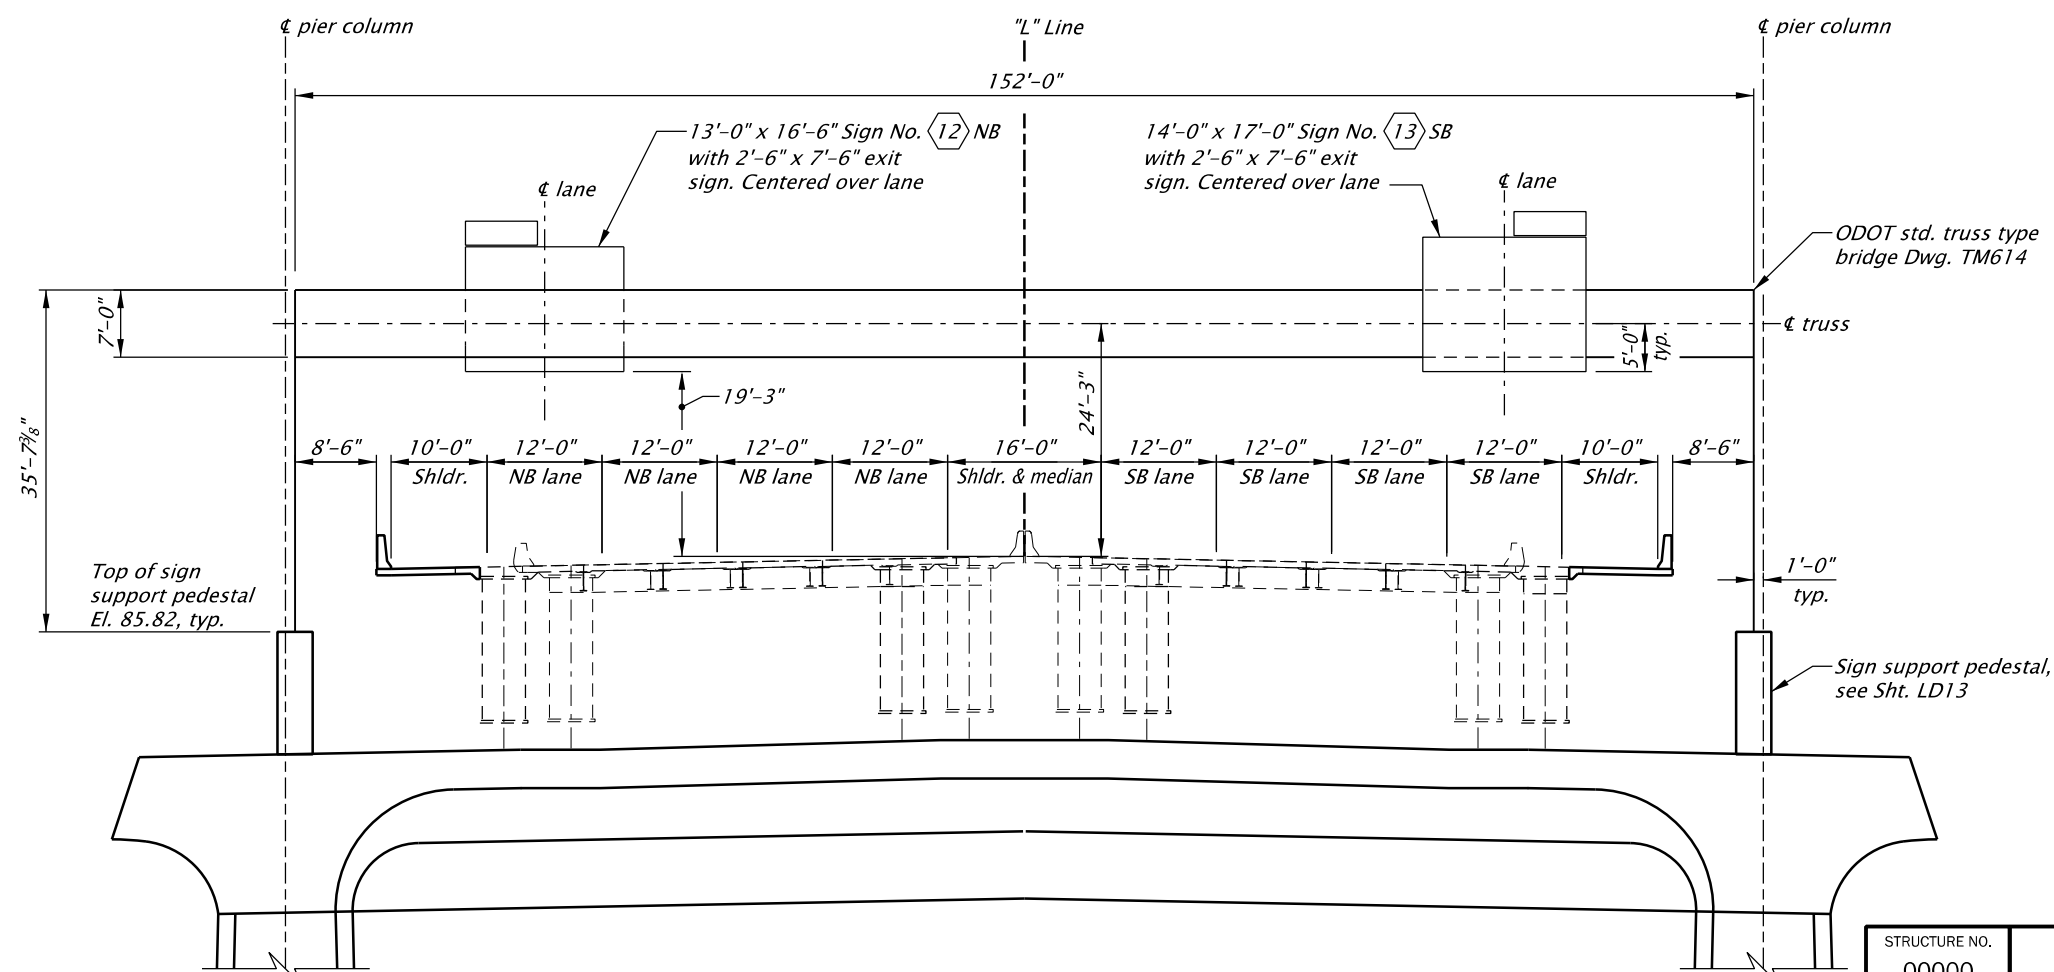 ℄ pier column
"L" Line
℄ pier column
152'-0"
13'-0" x 16'-6" Sign No. 12 NB
with 2'-6" x 7'-6" exit
sign. Centered over lane
14'-0" x 17'-0" Sign No. 13 SB
with 2'-6" x 7'-6" exit
sign. Centered over lane
℄ lane
℄ lane
ODOT std. truss type
bridge Dwg. TM614
7'-0"
℄ truss
5'-0"
typ.
19'-3"
24'-3"
35'-7⅜"
8'-6"
10'-0"
12'-0"
12'-0"
12'-0"
12'-0"
16'-0"
12'-0"
12'-0"
12'-0"
12'-0"
10'-0"
8'-6"
Shldr.
NB lane
NB lane
NB lane
NB lane
Shldr. & median
SB lane
SB lane
SB lane
SB lane
Shldr.
Top of sign
support pedestal
El. 85.82, typ.
1'-0"
typ.
Sign support pedestal,
see Sht. LD13
STRUCTURE NO.
00000